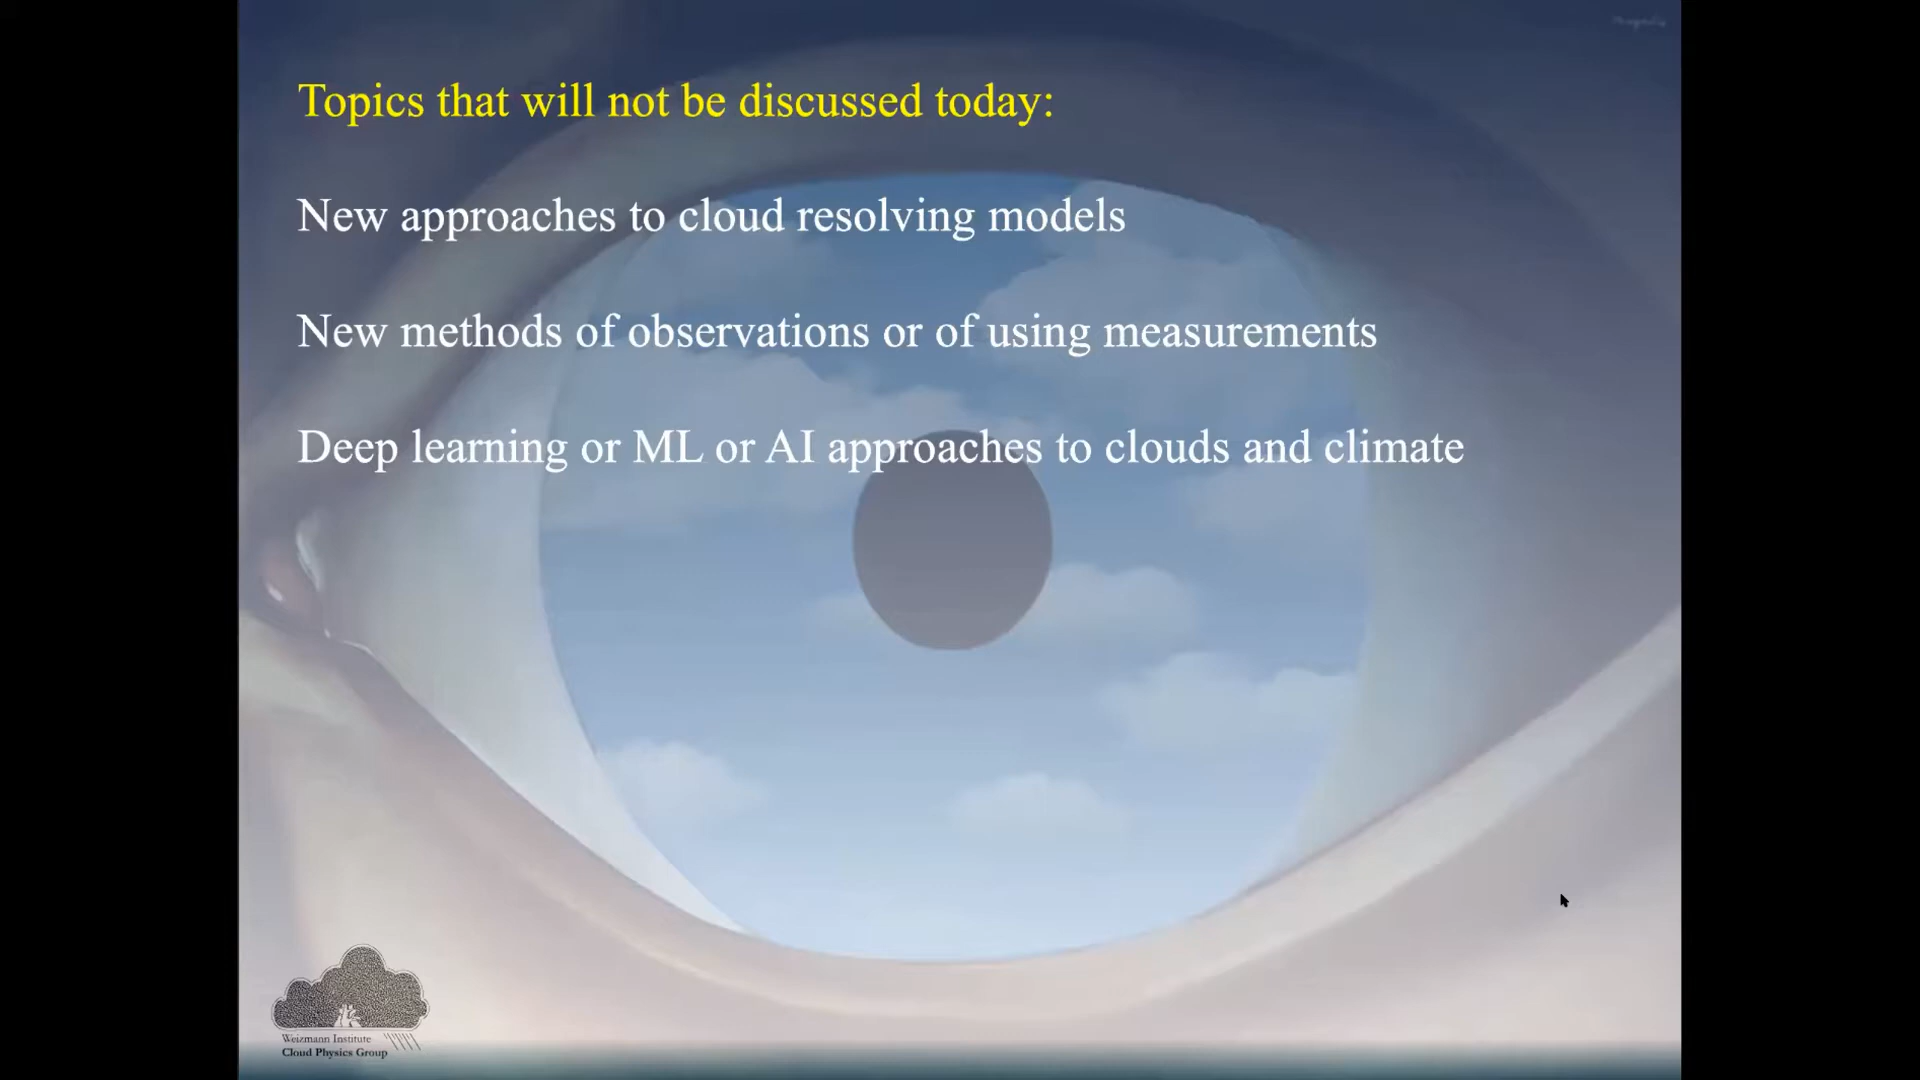 Topics that will not be discussed today:
New approaches to cloud resolving models
New methods of observations or of using measurements
Deep learning or ML or AI approaches to clouds and climate
Weizmann Institute
Cloud Physics Group